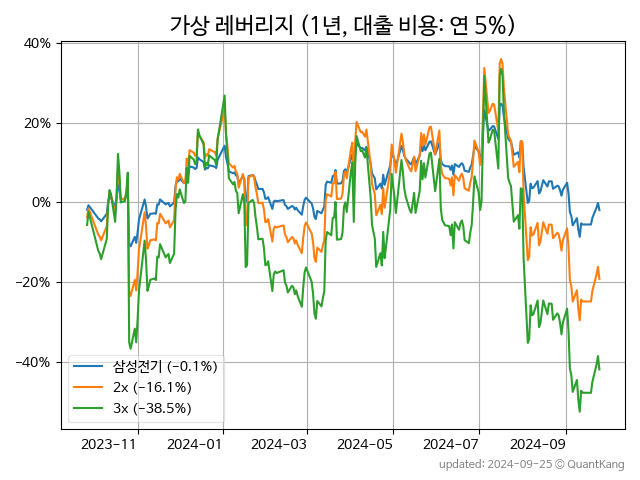 가상 레버리지 (1년, 대출 비용: 연 5%)
40%
20%
0%
−20%
−40%
삼성전기 (−0.1%)
2x (−16.1%)
3x (−38.5%)
2023-11 2024-01 2024-03 2024-05 2024-07 2024-09
updated: 2024-09-25 © QuantKang